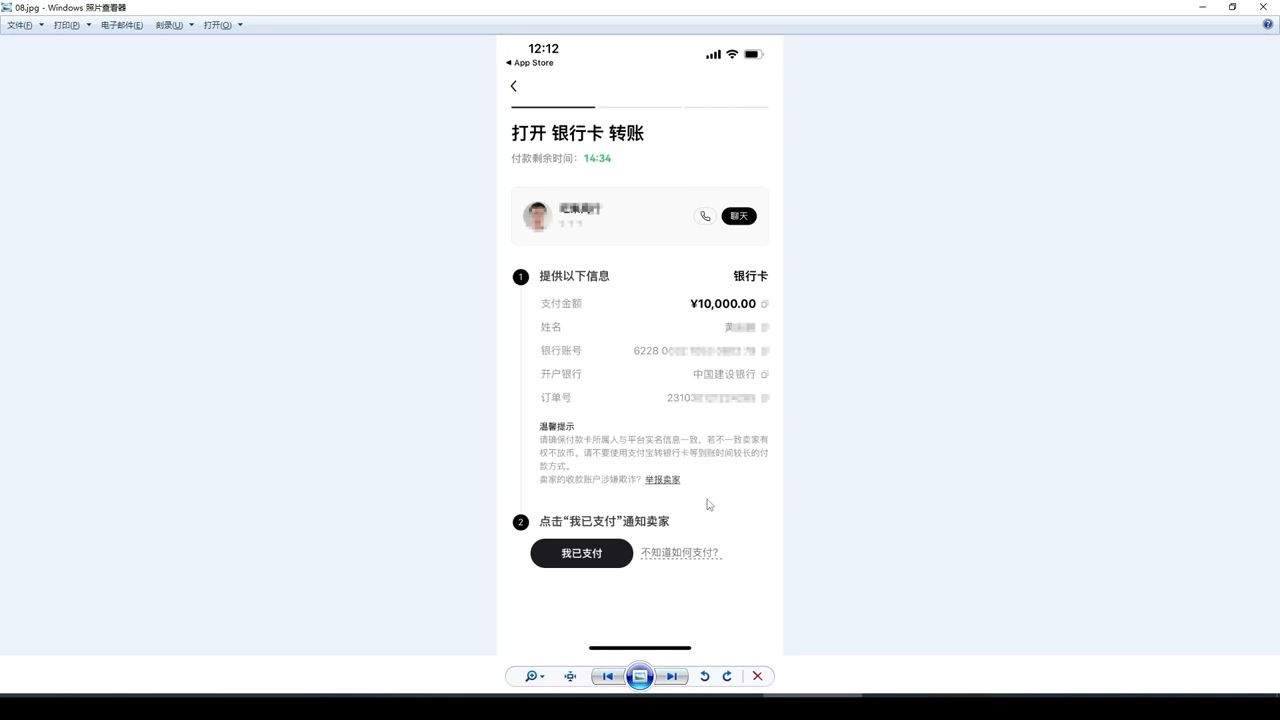 08.jpg - Windows 照片查看器
文件(F) 打印(P) 电子邮件(E) 刻录(U) 打开(O)
12:12
App Store
打开 银行卡 转账
付款剩余时间: 14:34
聊天
1 提供以下信息 银行卡
支付金额 ¥10,000.00
姓名
银行账号 6228 0
开户银行 中国建设银行
订单号 2310
温馨提示
请确保付款卡所属人与平台实名信息一致，若不一致卖家有
权不放币。请不要使用支付宝转银行卡等到账时间较长的付
款方式。
卖家的收款账户涉嫌欺诈? 举报卖家
2 点击“我已支付”通知卖家
我已支付 不知道如何支付?